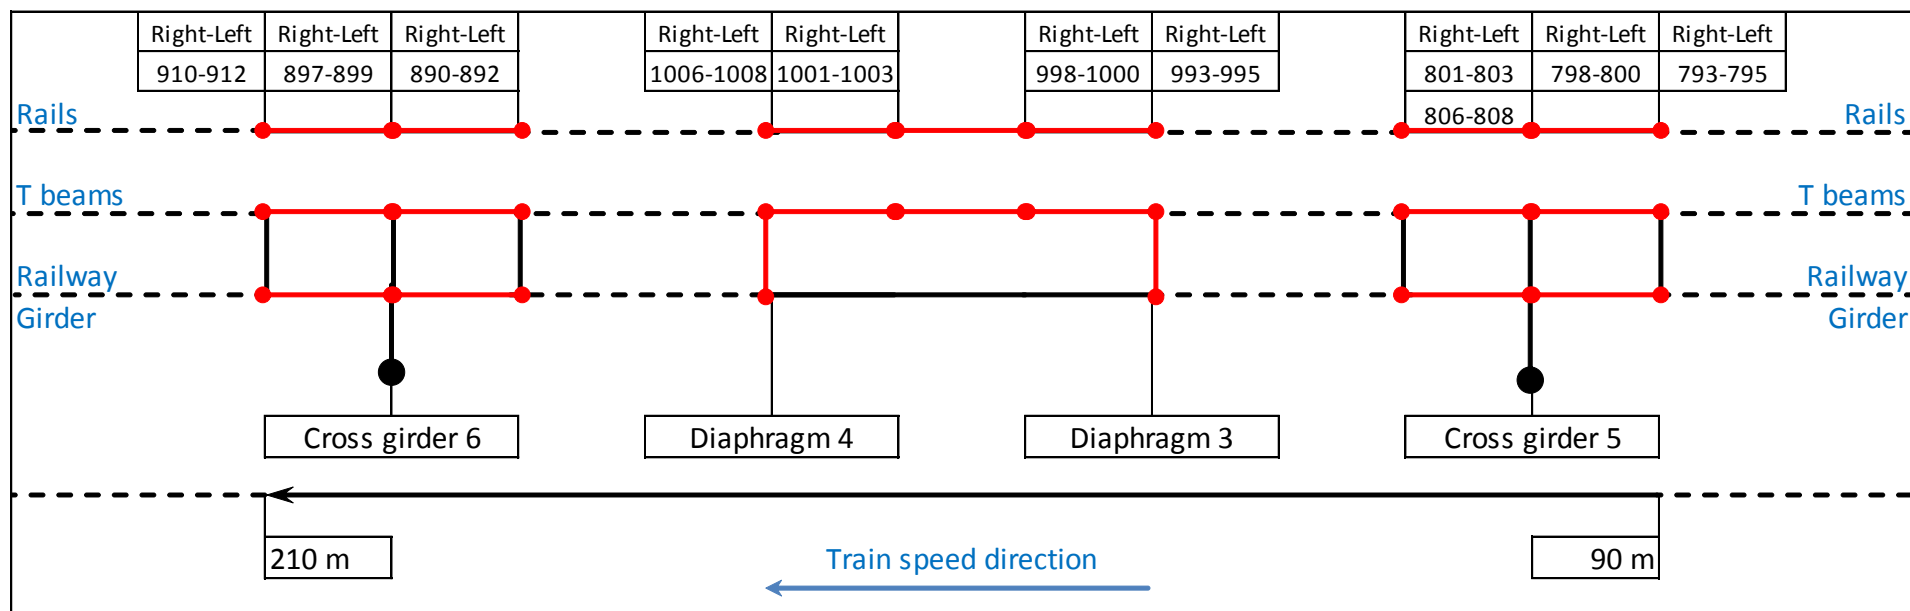 Right-Left Right-Left Right-Left Right-Left Right-Left Right-Left Right-Left Right-Left Right-Left Right-Left
910-912 897-899 890-892 1006-1008 1001-1003 998-1000 993-995 801-803 798-800 793-795
Rails 806-808 Rails
T beams T beams
Railway Railway
Girder Girder
Cross girder 6 Diaphragm 4 Diaphragm 3 Cross girder 5
210 m Train speed direction 90 m